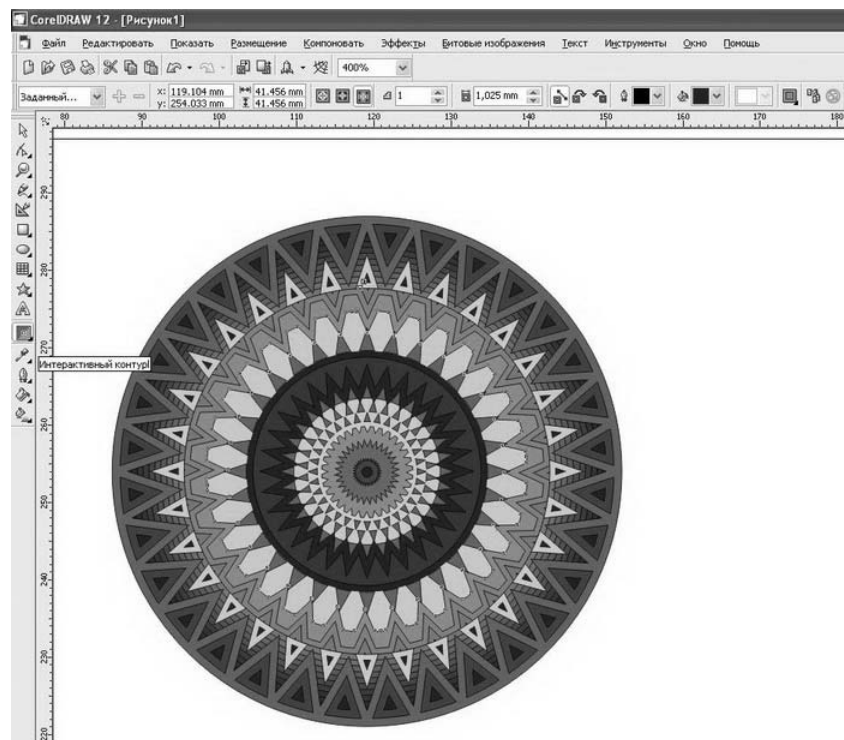 CorelDRAW 12 - [Рисунок1]
Файл Редактировать Показать Размещение Компоновать Эффекты Битовые изображения Текст Инструменты Окно Помощь
400%
Заданный... x: 119.104 mm 41.456 mm 1 1,025 mm
y: 254.033 mm 41.456 mm
80 90 100 110 120 130 140 150 160 170 180
290
280
270
Интерактивный контур
260
250
240
230
220